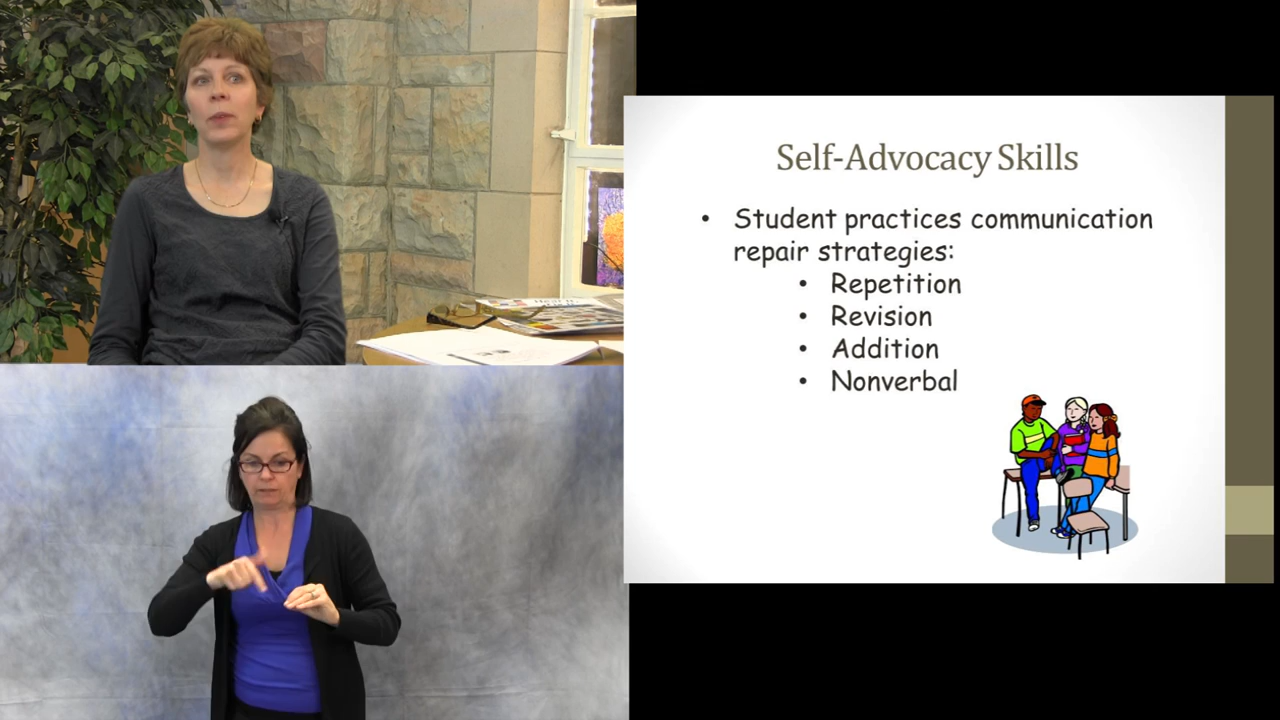 Self-Advocacy Skills
• Student practices communication
repair strategies:
• Repetition
• Revision
• Addition
• Nonverbal